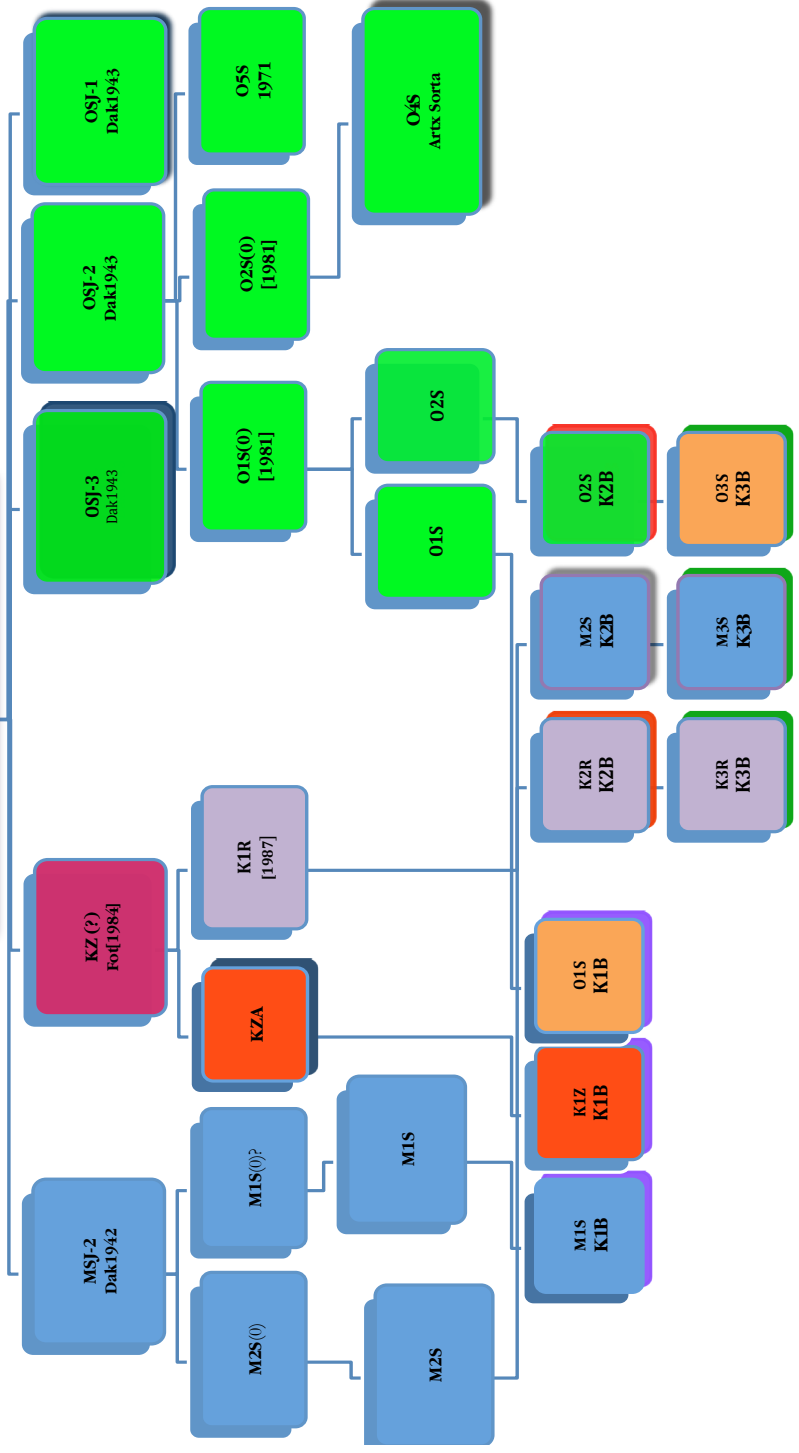 MSJ-2
Dak1942
KZ (?)
Fot[1984]
OSJ-3
Dak1943
OSJ-2
Dak1943
OSJ-1
Dak1943
M2S(0)
M1S(0)?
KZA
K1R
[1987]
O1S(0)
[1981]
O2S(0)
[1981]
O5S
1971
M2S
M1S
O1S
O2S
O4S
Artx Sorta
M1S
K1B
K1Z
K1B
O1S
K1B
K2R
K2B
M2S
K2B
O2S
K2B
K3R
K3B
M3S
K3B
O3S
K3B